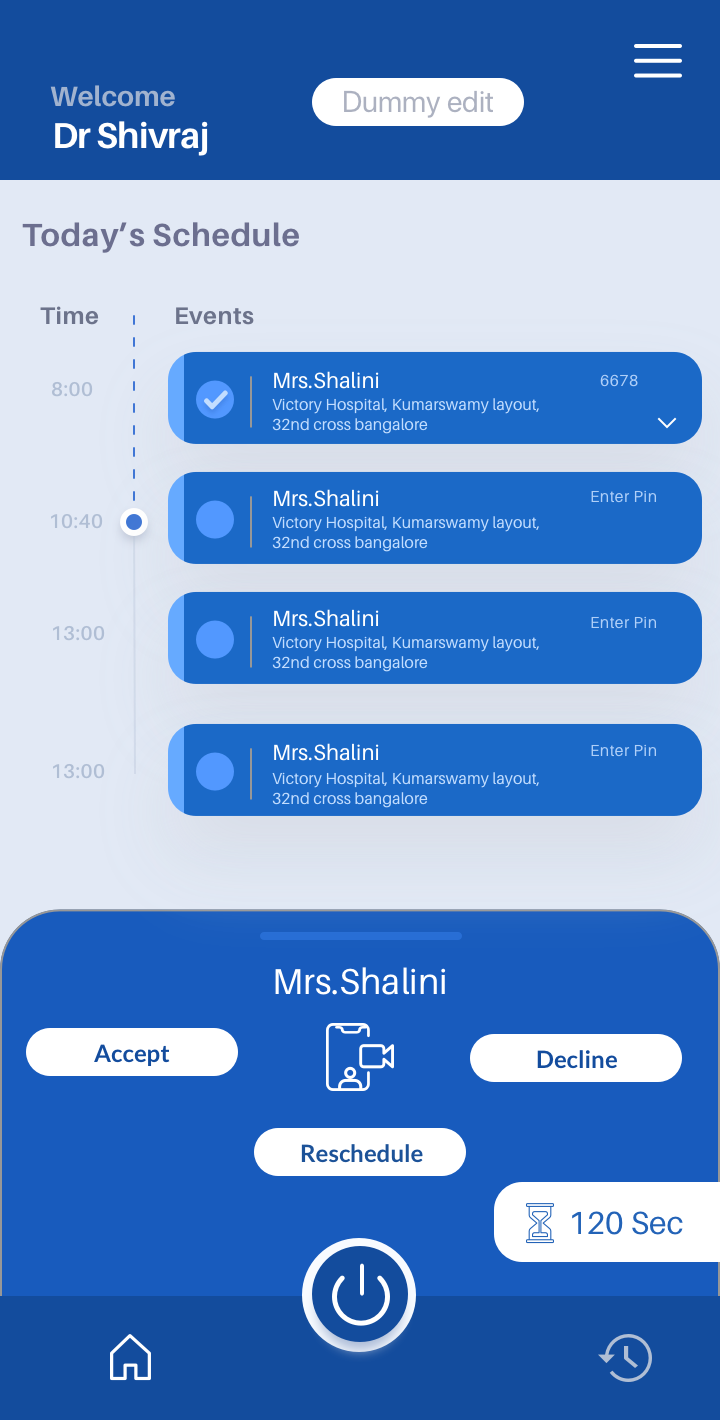 Welcome
Dr Shivraj
Dummy edit
Today’s Schedule
Time
Events
8:00
Mrs.Shalini
6678
Victory Hospital, Kumarswamy layout,
32nd cross bangalore
10:40
Mrs.Shalini
Enter Pin
Victory Hospital, Kumarswamy layout,
32nd cross bangalore
13:00
Mrs.Shalini
Enter Pin
Victory Hospital, Kumarswamy layout,
32nd cross bangalore
13:00
Mrs.Shalini
Enter Pin
Victory Hospital, Kumarswamy layout,
32nd cross bangalore
Mrs.Shalini
Accept
Decline
Reschedule
120 Sec